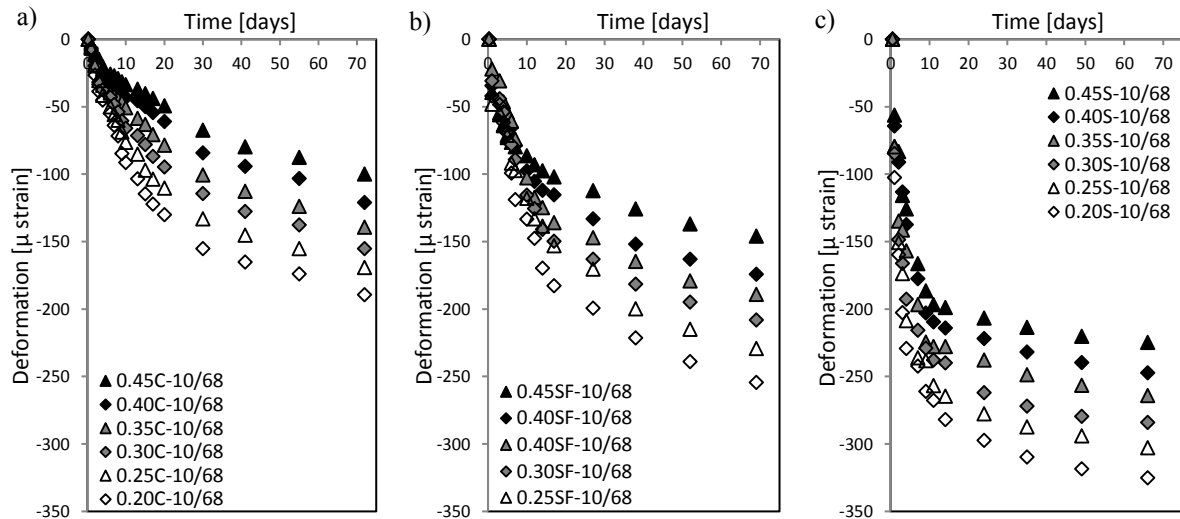 a)
Time [days]
0 10 20 30 40 50 60 70
0
-50
-100
-150
-200
-250
-300
-350
Deformation [μ strain]
0.45C-10/68
0.40C-10/68
0.35C-10/68
0.30C-10/68
0.25C-10/68
0.20C-10/68
b)
Time [days]
0 10 20 30 40 50 60 70
0
-50
-100
-150
-200
-250
-300
-350
Deformation [μ strain]
0.45SF-10/68
0.40SF-10/68
0.40SF-10/68
0.30SF-10/68
0.25SF-10/68
c)
Time [days]
0 10 20 30 40 50 60 70
0
-50
-100
-150
-200
-250
-300
-350
Deformation [μ strain]
0.45S-10/68
0.40S-10/68
0.35S-10/68
0.30S-10/68
0.25S-10/68
0.20S-10/68